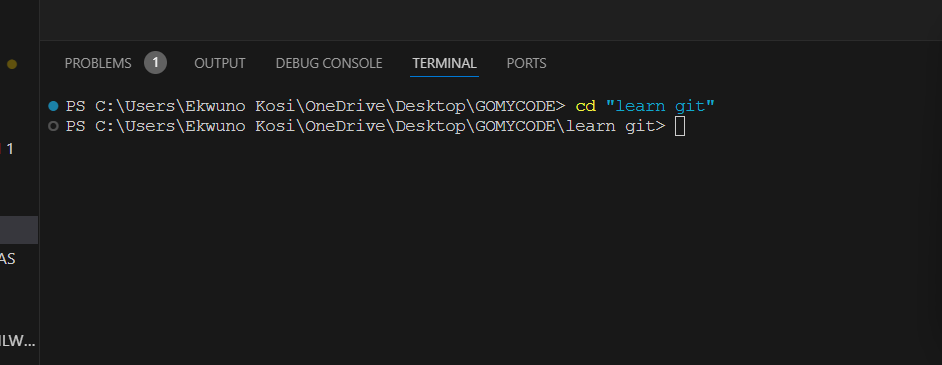 PROBLEMS 1 OUTPUT DEBUG CONSOLE TERMINAL PORTS
PS C:\Users\Ekwuno Kosi\OneDrive\Desktop\GOMYCODE> cd "learn git"
PS C:\Users\Ekwuno Kosi\OneDrive\Desktop\GOMYCODE\learn git>
1
AS
LW...